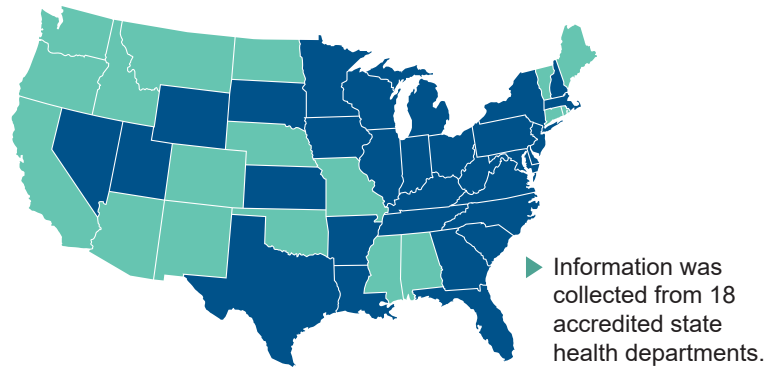 Information was
collected from 18
accredited state
health departments.